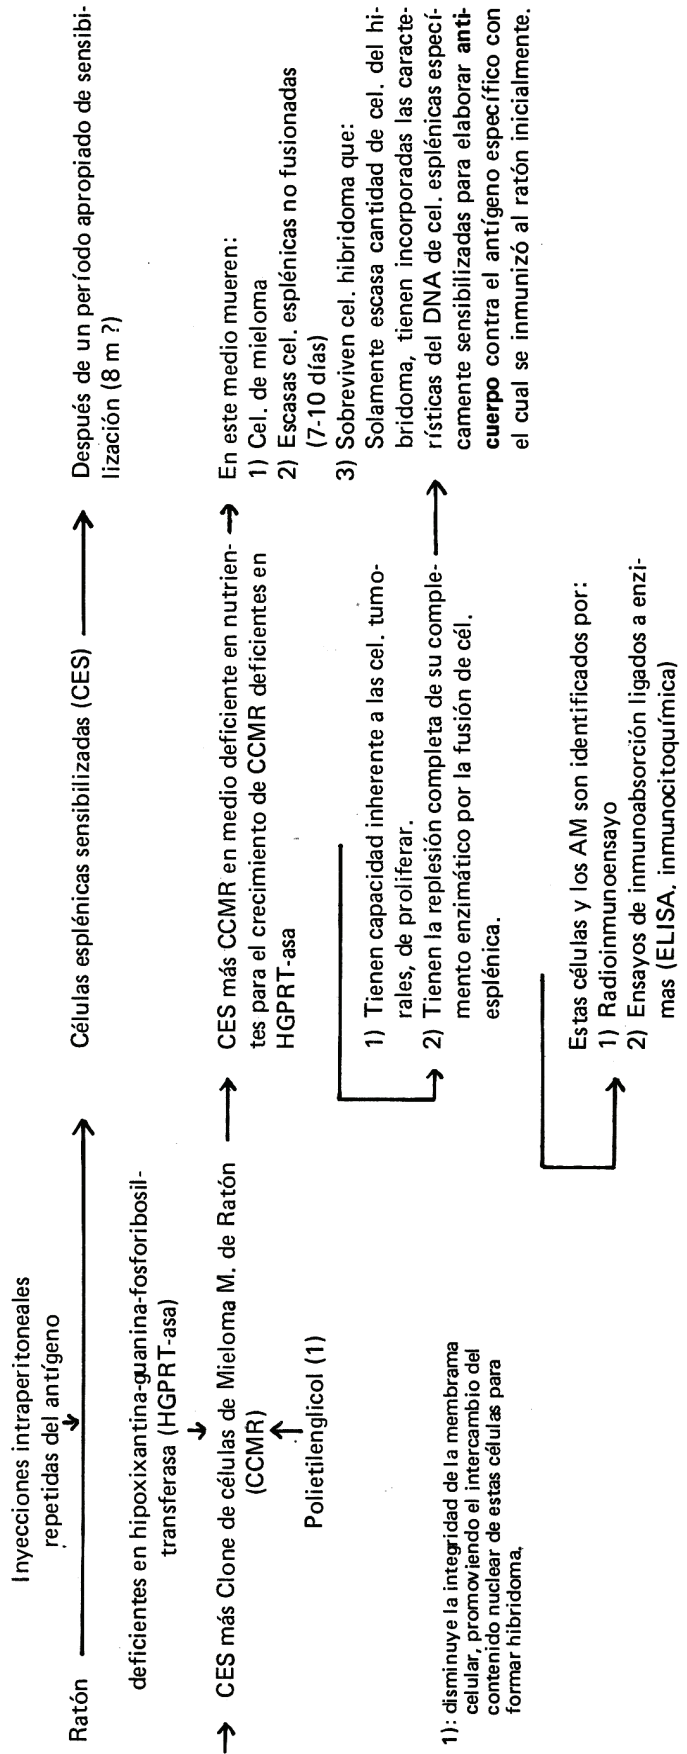 Inyecciones intraperitoneales
repetidas del antígeno
Ratón
Células esplénicas sensibilizadas (CES)
Después de un período apropiado de sensibi-
lización (8 m ?)
deficientes en hipoxixantina-guanina-fosforibosil-
transferasa (HGPRT-asa)
CES más Clone de células de Mieloma M. de Ratón
(CCMR)
Polietilenglicol (1)
CES más CCMR en medio deficiente en nutrien-
tes para el crecimiento de CCMR deficientes en
HGPRT-asa
En este medio mueren:
1) Cel. de mieloma
2) Escasas cel. esplénicas no fusionadas
(7-10 días)
3) Sobreviven cel. hibridoma que:
Solamente escasa cantidad de cel. del hi-
bridoma, tienen incorporadas las caracte-
rísticas del DNA de cel. esplénicas especí-
camente sensibilizadas para elaborar anti-
cuerpo contra el antígeno específico con
el cual se inmunizó al ratón inicialmente.
1) Tienen capacidad inherente a las cel. tumo-
rales, de proliferar.
2) Tienen la replesión completa de su comple-
mento enzimático por la fusión de cél.
esplénica.
Estas células y los AM son identificados por:
1) Radioinmunoensayo
2) Ensayos de inmunoabsorción ligados a enzi-
mas (ELISA, inmunocitoquímica)
1): disminuye la integridad de la membrama
celular, promoviendo el intercambio del
contenido nuclear de estas células para
formar hibridoma.